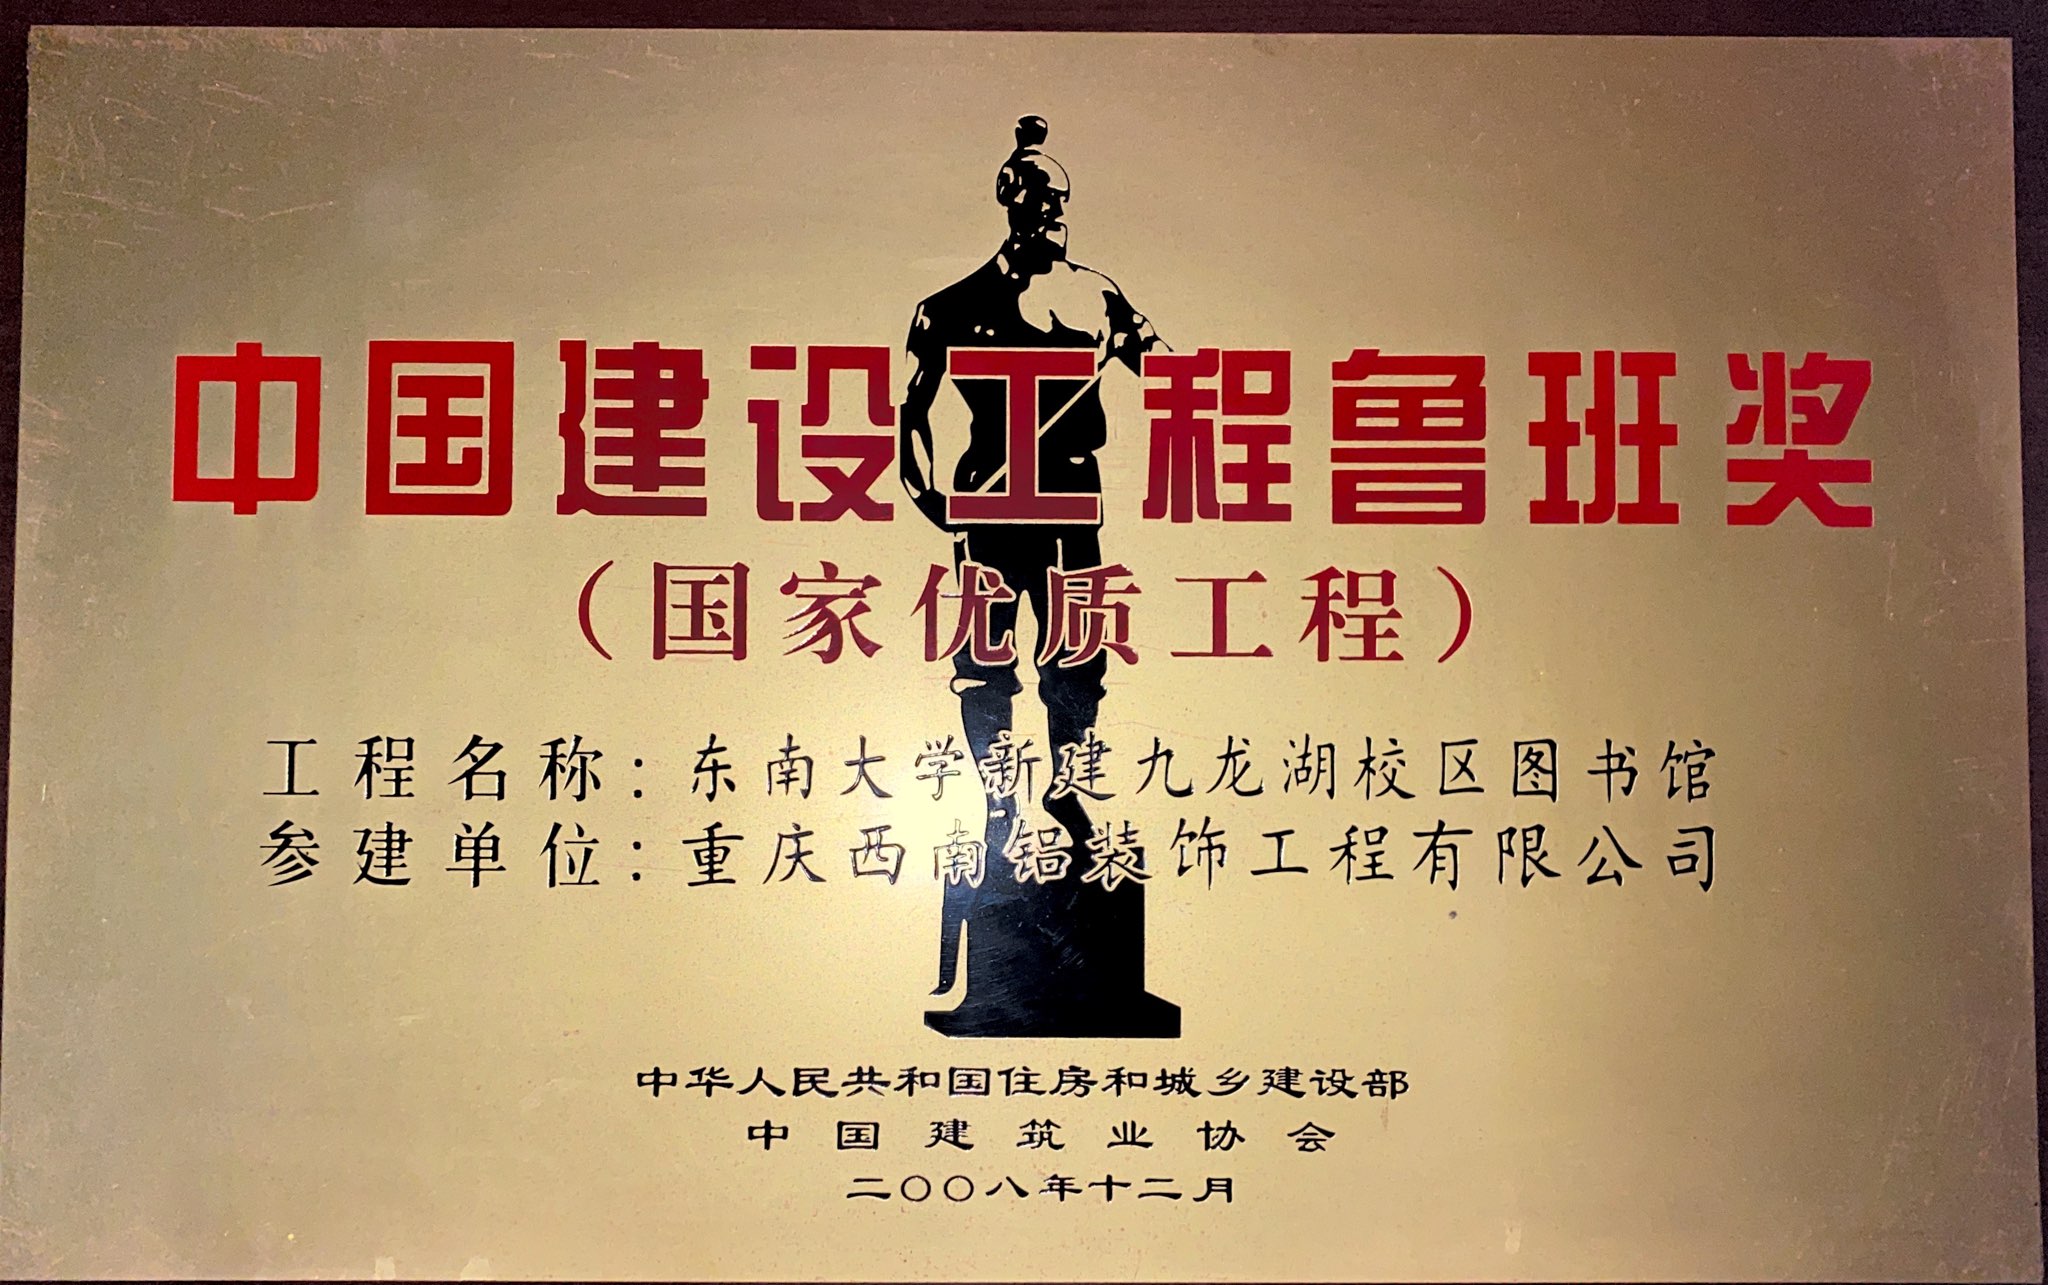 中国建设工程鲁班奖
（国家优质工程）
工程名称：东南大学新建九龙湖校区图书馆
参建单位：重庆西南铝装饰工程有限公司
中华人民共和国住房和城乡建设部
中国建筑业协会
二〇〇八年十二月